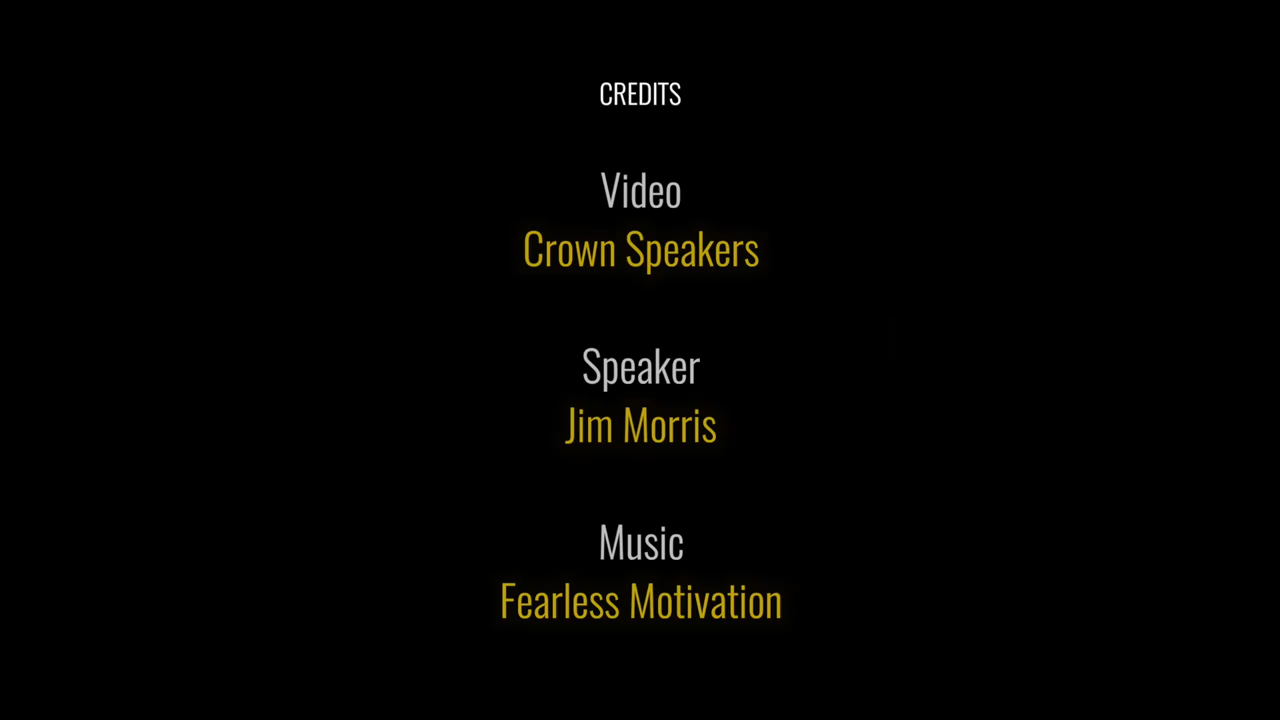 CREDITS
Video
Crown Speakers
Speaker
Jim Morris
Music
Fearless Motivation